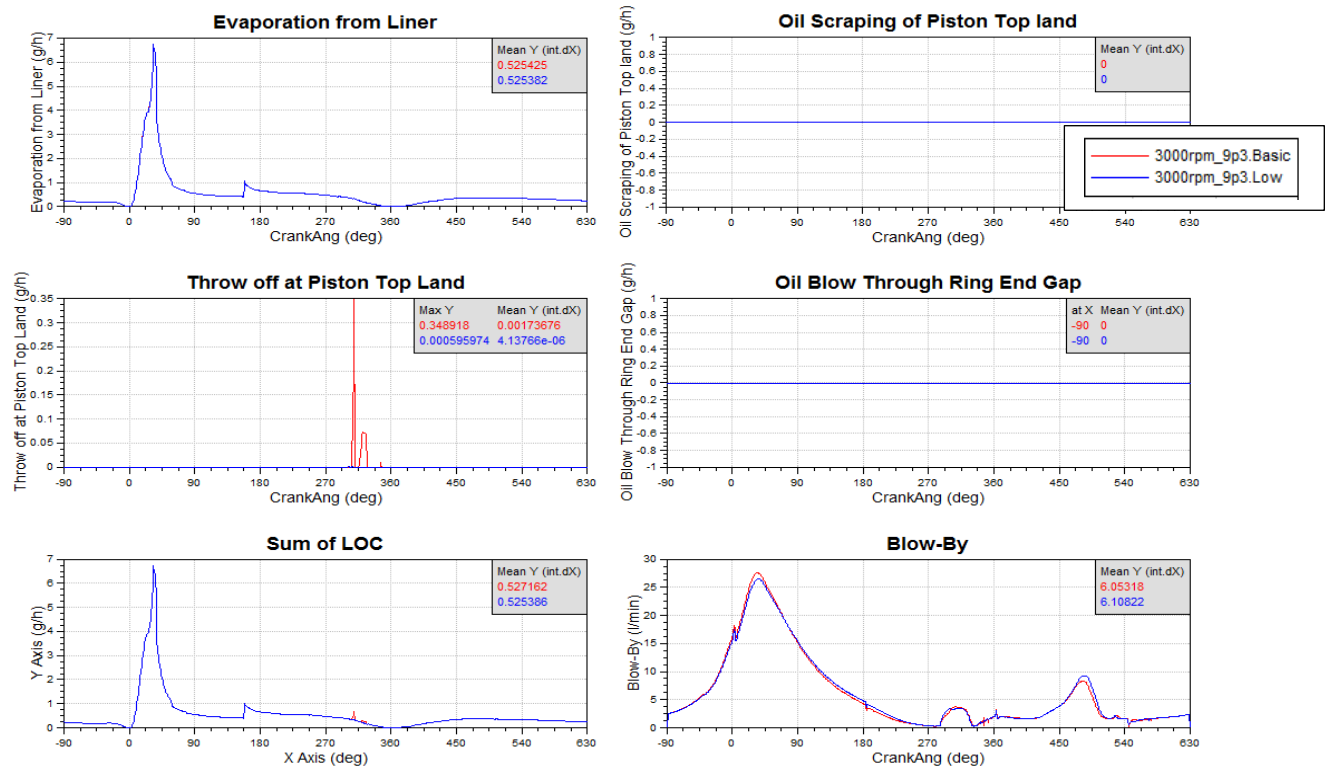 Evaporation from Liner
Evaporation from Liner (g/h)
7
6
5
4
3
2
1
0
Mean Y (int.dX)
0.525425
0.525382
-90 0 90 180 270 360 450 540 630
CrankAng (deg)
Oil Scraping of Piston Top land
Oil Scraping of Piston Top land (g/h)
1
0.8
0.6
0.4
0.2
0
-0.2
-0.4
-0.6
-0.8
-1
Mean Y (int.dX)
0
0
3000rpm_9p3.Basic
3000rpm_9p3.Low
-90 0 90 180 270 360 450 540 630
CrankAng (deg)
Throw off at Piston Top Land
Throw off at Piston Top Land (g/h)
0.35
0.3
0.25
0.2
0.15
0.1
0.05
0
Max Y Mean Y (int.dX)
0.348918 0.00173676
0.000595974 4.13766e-06
-90 0 90 180 270 360 450 540 630
CrankAng (deg)
Oil Blow Through Ring End Gap
Oil Blow Through Ring End Gap (g/h)
1
0.8
0.6
0.4
0.2
0
-0.2
-0.4
-0.6
-0.8
-1
at X Mean Y (int.dX)
-90 0
-90 0
-90 0 90 180 270 360 450 540 630
CrankAng (deg)
Sum of LOC
Y Axis (g/h)
7
6
5
4
3
2
1
0
Mean Y (int.dX)
0.527162
0.525386
-90 0 90 180 270 360 450 540 630
X Axis (deg)
Blow-By
Blow-By (l/min)
30
25
20
15
10
5
0
Mean Y (int.dX)
6.05318
6.10822
-90 0 90 180 270 360 450 540 630
CrankAng (deg)